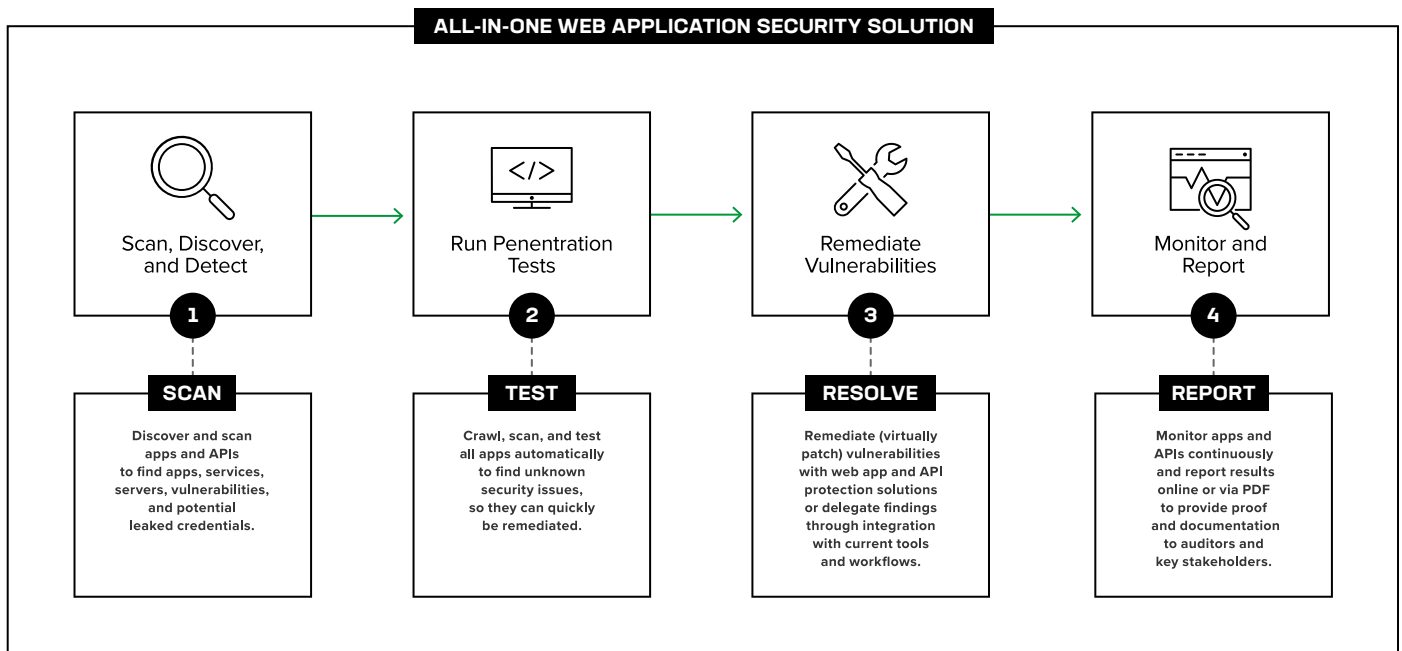 ALL-IN-ONE WEB APPLICATION SECURITY SOLUTION
</>
Scan, Discover,
and Detect
1
Run Penentration
Tests
2
Remediate
Vulnerabilities
3
Monitor and
Report
4
SCAN
Discover and scan
apps and APIs
to find apps, services,
servers, vulnerabilities,
and potential
leaked credentials.
TEST
Crawl, scan, and test
all apps automatically
to find unknown
security issues,
so they can quickly
be remediated.
RESOLVE
Remediate (virtually
patch) vulnerabilities
with web app and API
protection solutions
or delegate findings
through integration
with current tools
and workflows.
REPORT
Monitor apps and
APIs continuously
and report results
online or via PDF
to provide proof
and documentation
to auditors and
key stakeholders.